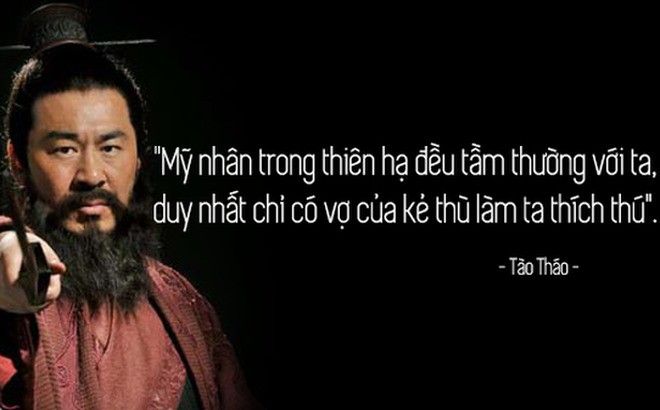 "Mỹ nhân trong thiên hạ đều tầm thường với ta,
duy nhất chỉ có vợ của kẻ thù làm ta thích thú".
- Tào Tháo -